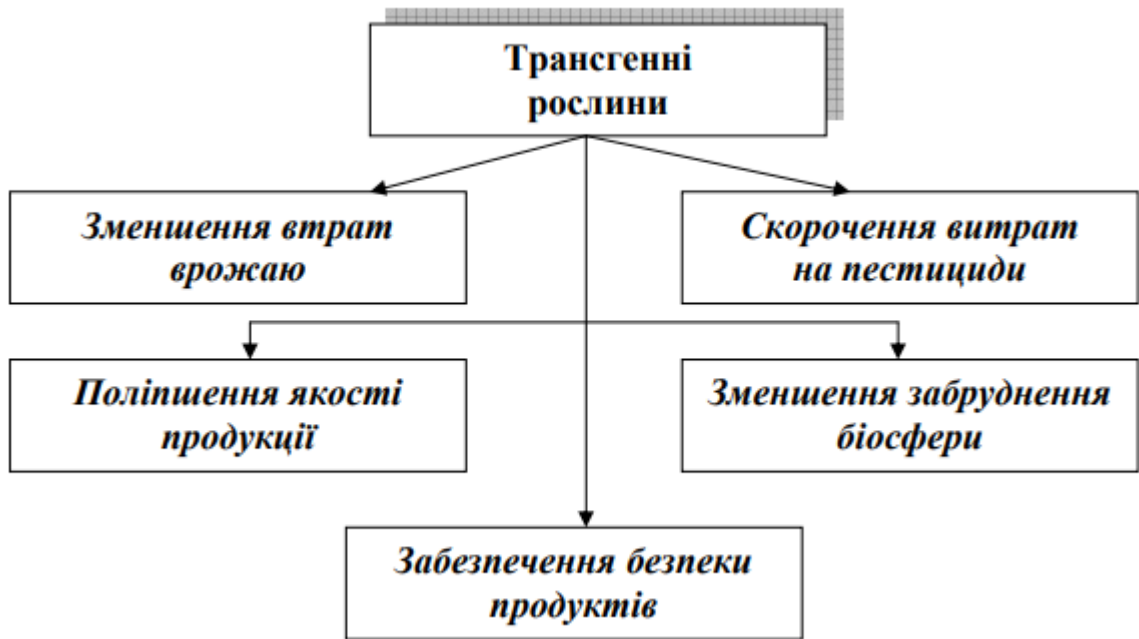 Трансгенні
рослини
Зменшення втрат
врожаю
Скорочення витрат
на пестициди
Поліпшення якості
продукції
Зменшення забруднення
біосфери
Забезпечення безпеки
продуктів